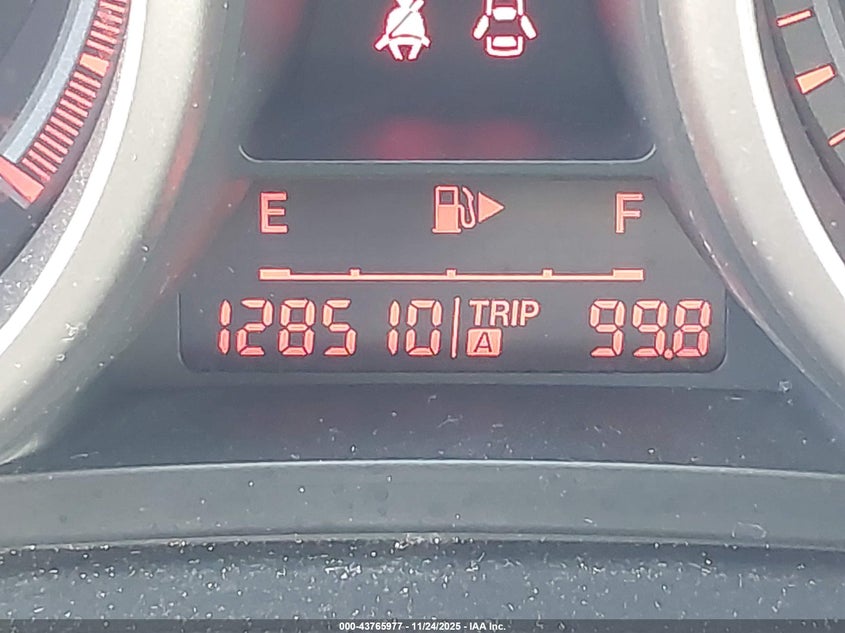 E F
128510 TRIP A 99.8
000-43765977 - 11/24/2025 - IAA Inc.